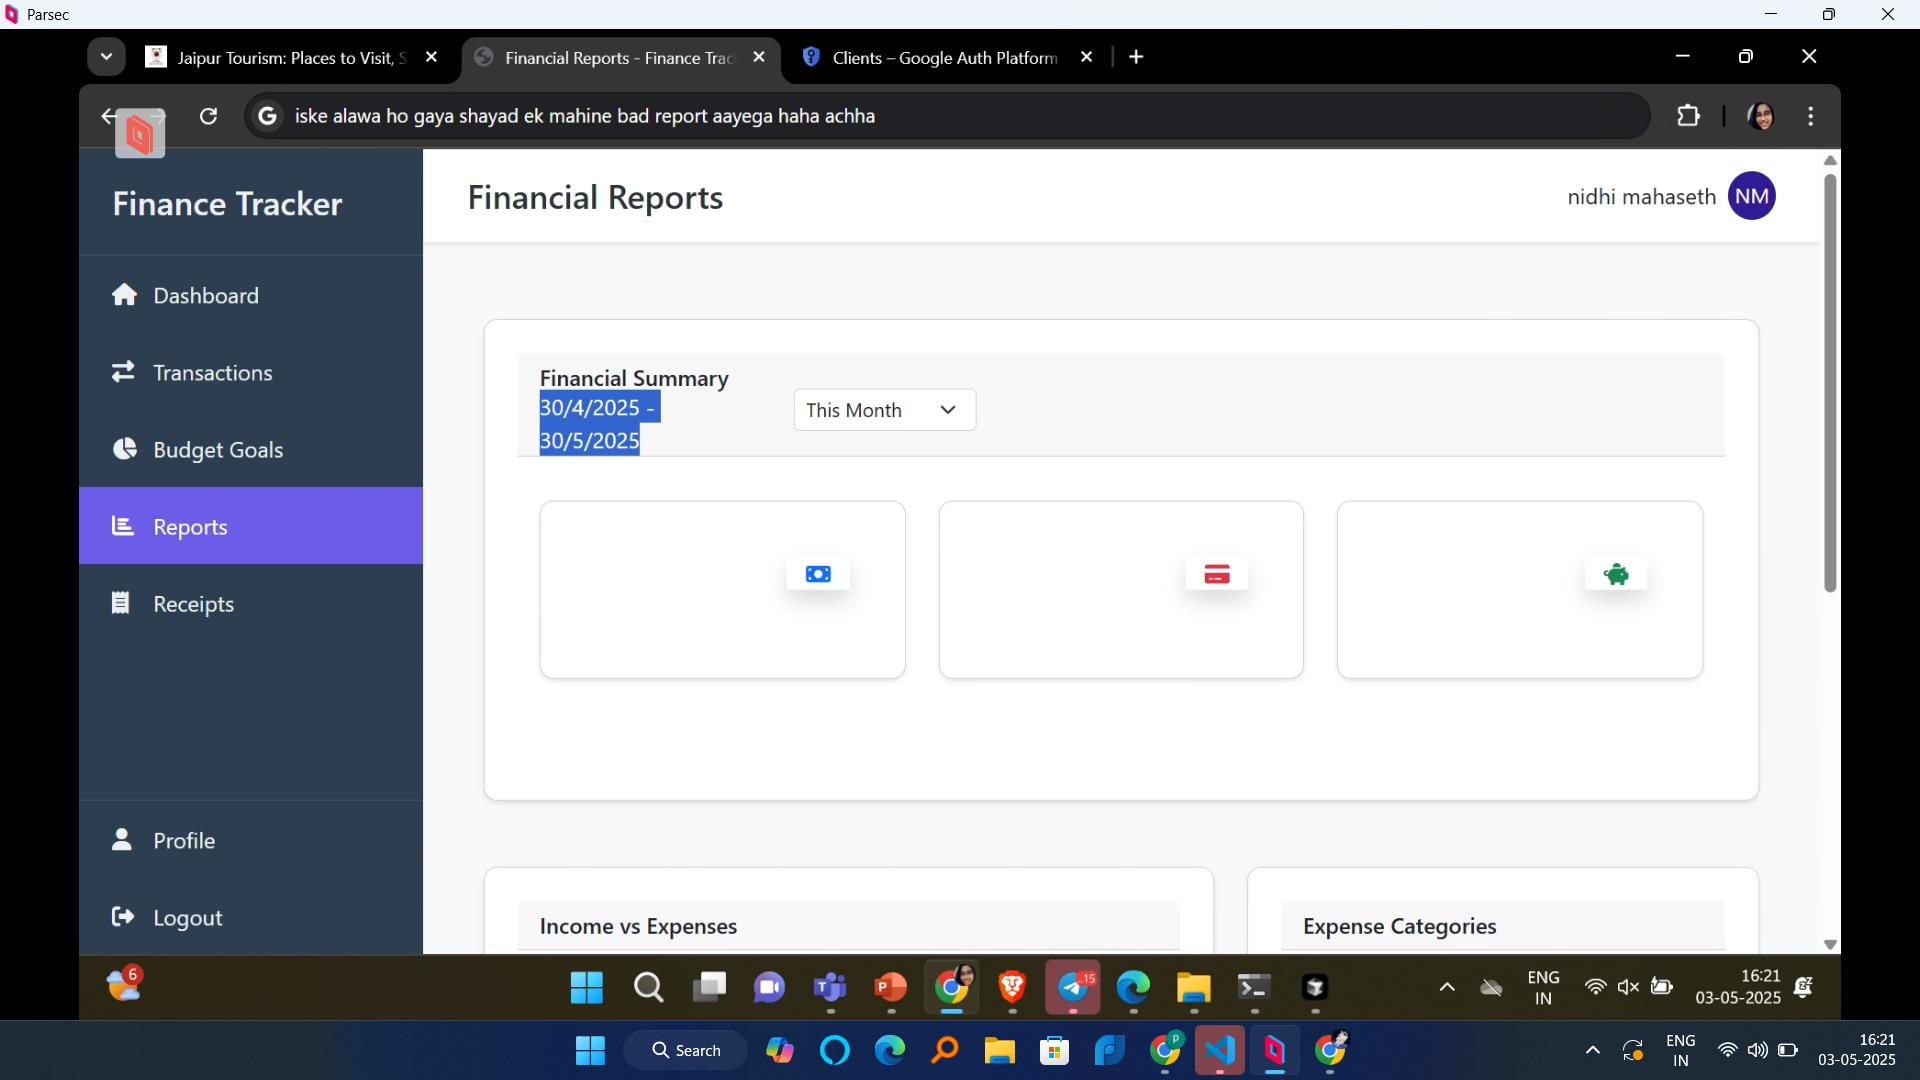 Parsec
Jaipur Tourism: Places to Visit, S
Financial Reports - Finance Trac
Clients – Google Auth Platform
iske alawa ho gaya shayad ek mahine bad report aayega haha achha
Finance Tracker
Dashboard
Transactions
Budget Goals
Reports
Receipts
Profile
Logout
Financial Reports
nidhi mahaseth
NM
Financial Summary
30/4/2025 -
30/5/2025
This Month
Income vs Expenses
Expense Categories
6
15
ENG
IN
16:21
03-05-2025
Search
P
ENG
IN
16:21
03-05-2025